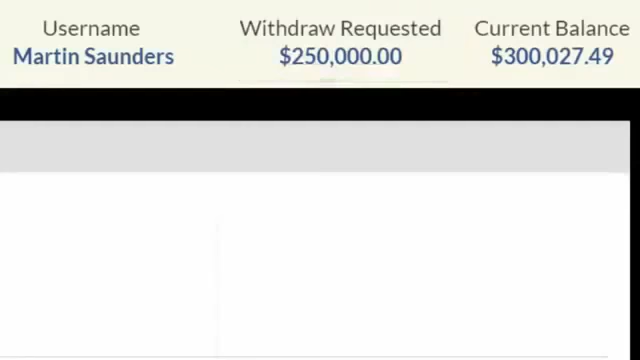 Username Withdraw Requested Current Balance
Martin Saunders $250,000.00 $300,027.49